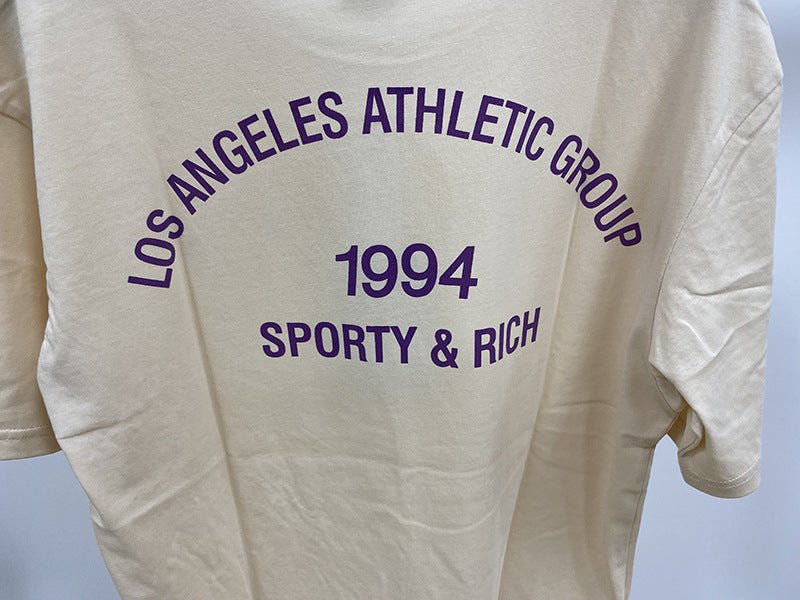 LOS ANGELES ATHLETIC GROUP
1994
SPORTY & RICH